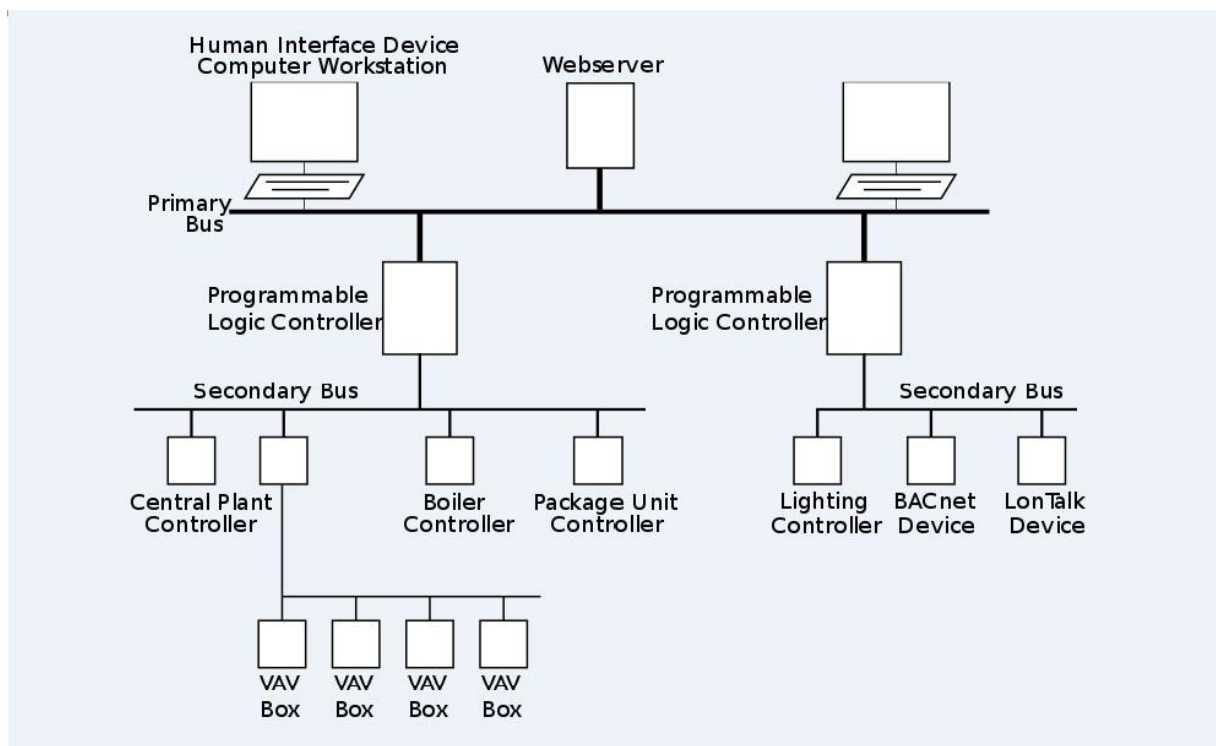 Human Interface Device
Computer Workstation
Webserver
Primary
Bus
Programmable
Logic Controller
Programmable
Logic Controller
Secondary Bus
Secondary Bus
Central Plant
Controller
Boiler
Controller
Package Unit
Controller
Lighting
Controller
BACnet
Device
LonTalk
Device
VAV
Box
VAV
Box
VAV
Box
VAV
Box